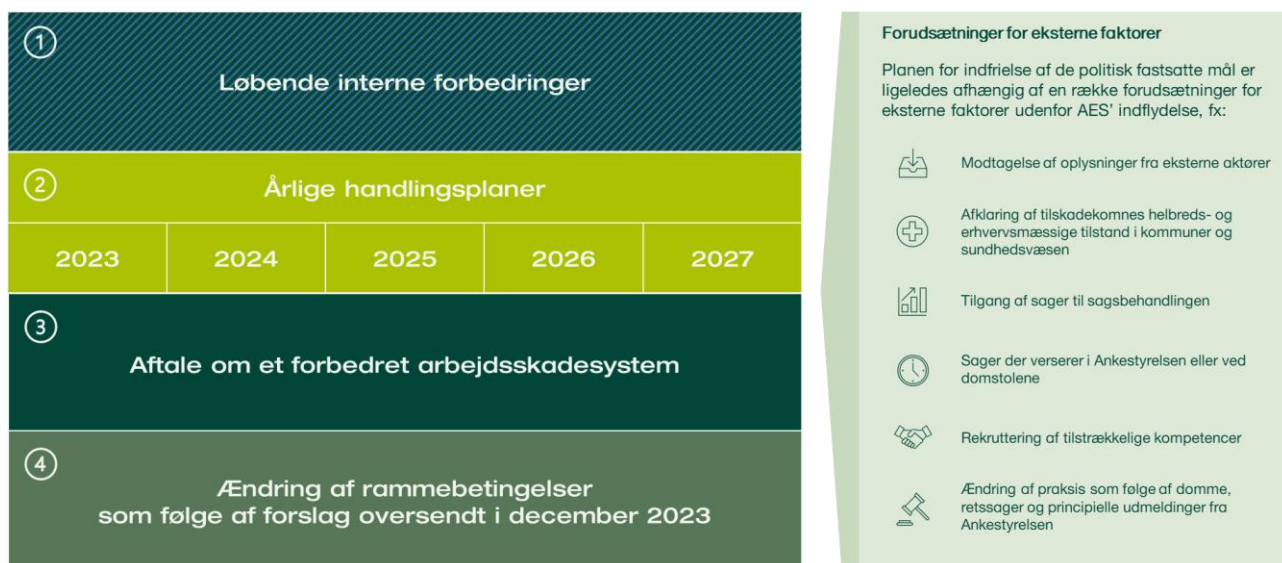 1
Løbende interne forbedringer
2
Årlige handlingsplaner
2023 2024 2025 2026 2027
3
Aftale om et forbedret arbejdsskadesystem
4
Ændring af rammebetingelser
som følge af forslag oversendt i december 2023
Forudsætninger for eksterne faktorer
Planen for indfrielse af de politisk fastsatte mål er
ligeledes afhængig af en række forudsætninger for
eksterne faktorer udenfor AES' indflydelse, fx:
Modtagelse af oplysninger fra eksterne aktører
Afklaring af tilskadekomnes helbreds- og
erhvervsmæssige tilstand i kommuner og
sundhedsvæsen
Tilgang af sager til sagsbehandlingen
Sager der verserer i Ankestyrelsen eller ved
domstolene
Rekruttering af tilstrækkelige kompetencer
Ændring af praksis som følge af domme,
retssager og principielle udmeldinger fra
Ankestyrelsen